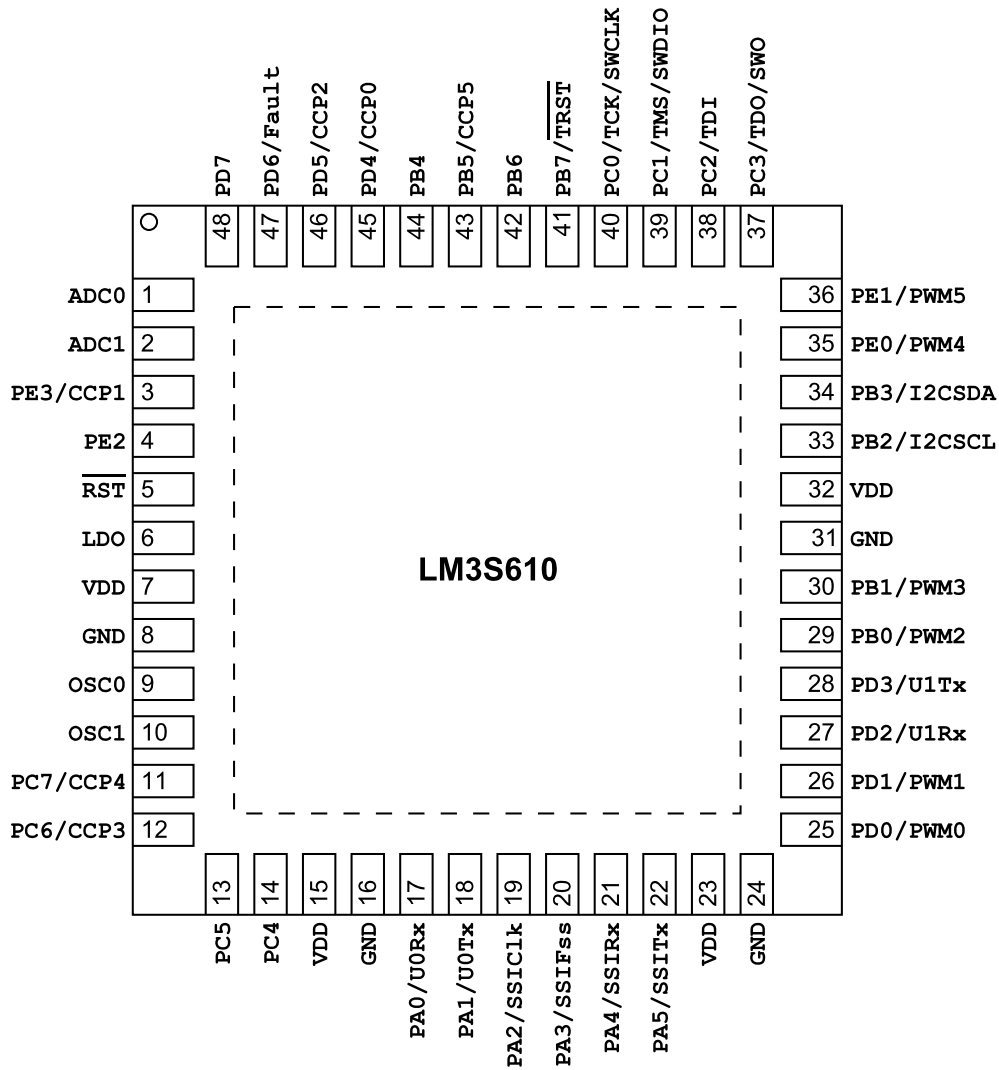 PD7
PD6/Fault
PD5/CCP2
PD4/CCP0
PB4
PB5/CCP5
PB6
PB7/TRST
PC0/TCK/SWCLK
PC1/TMS/SWDIO
PC2/TDI
PC3/TDO/SWO
48 47 46 45 44 43 42 41 40 39 38 37
ADC0 1
ADC1 2
PE3/CCP1 3
PE2 4
RST 5
LDO 6
VDD 7
GND 8
OSC0 9
OSC1 10
PC7/CCP4 11
PC6/CCP3 12
LM3S610
36 PE1/PWM5
35 PE0/PWM4
34 PB3/I2CSDA
33 PB2/I2CSCL
32 VDD
31 GND
30 PB1/PWM3
29 PB0/PWM2
28 PD3/U1Tx
27 PD2/U1Rx
26 PD1/PWM1
25 PD0/PWM0
13 14 15 16 17 18 19 20 21 22 23 24
PC5
PC4
VDD
GND
PA0/U0Rx
PA1/U0Tx
PA2/SSIClk
PA3/SSIFss
PA4/SSIRx
PA5/SSITx
VDD
GND